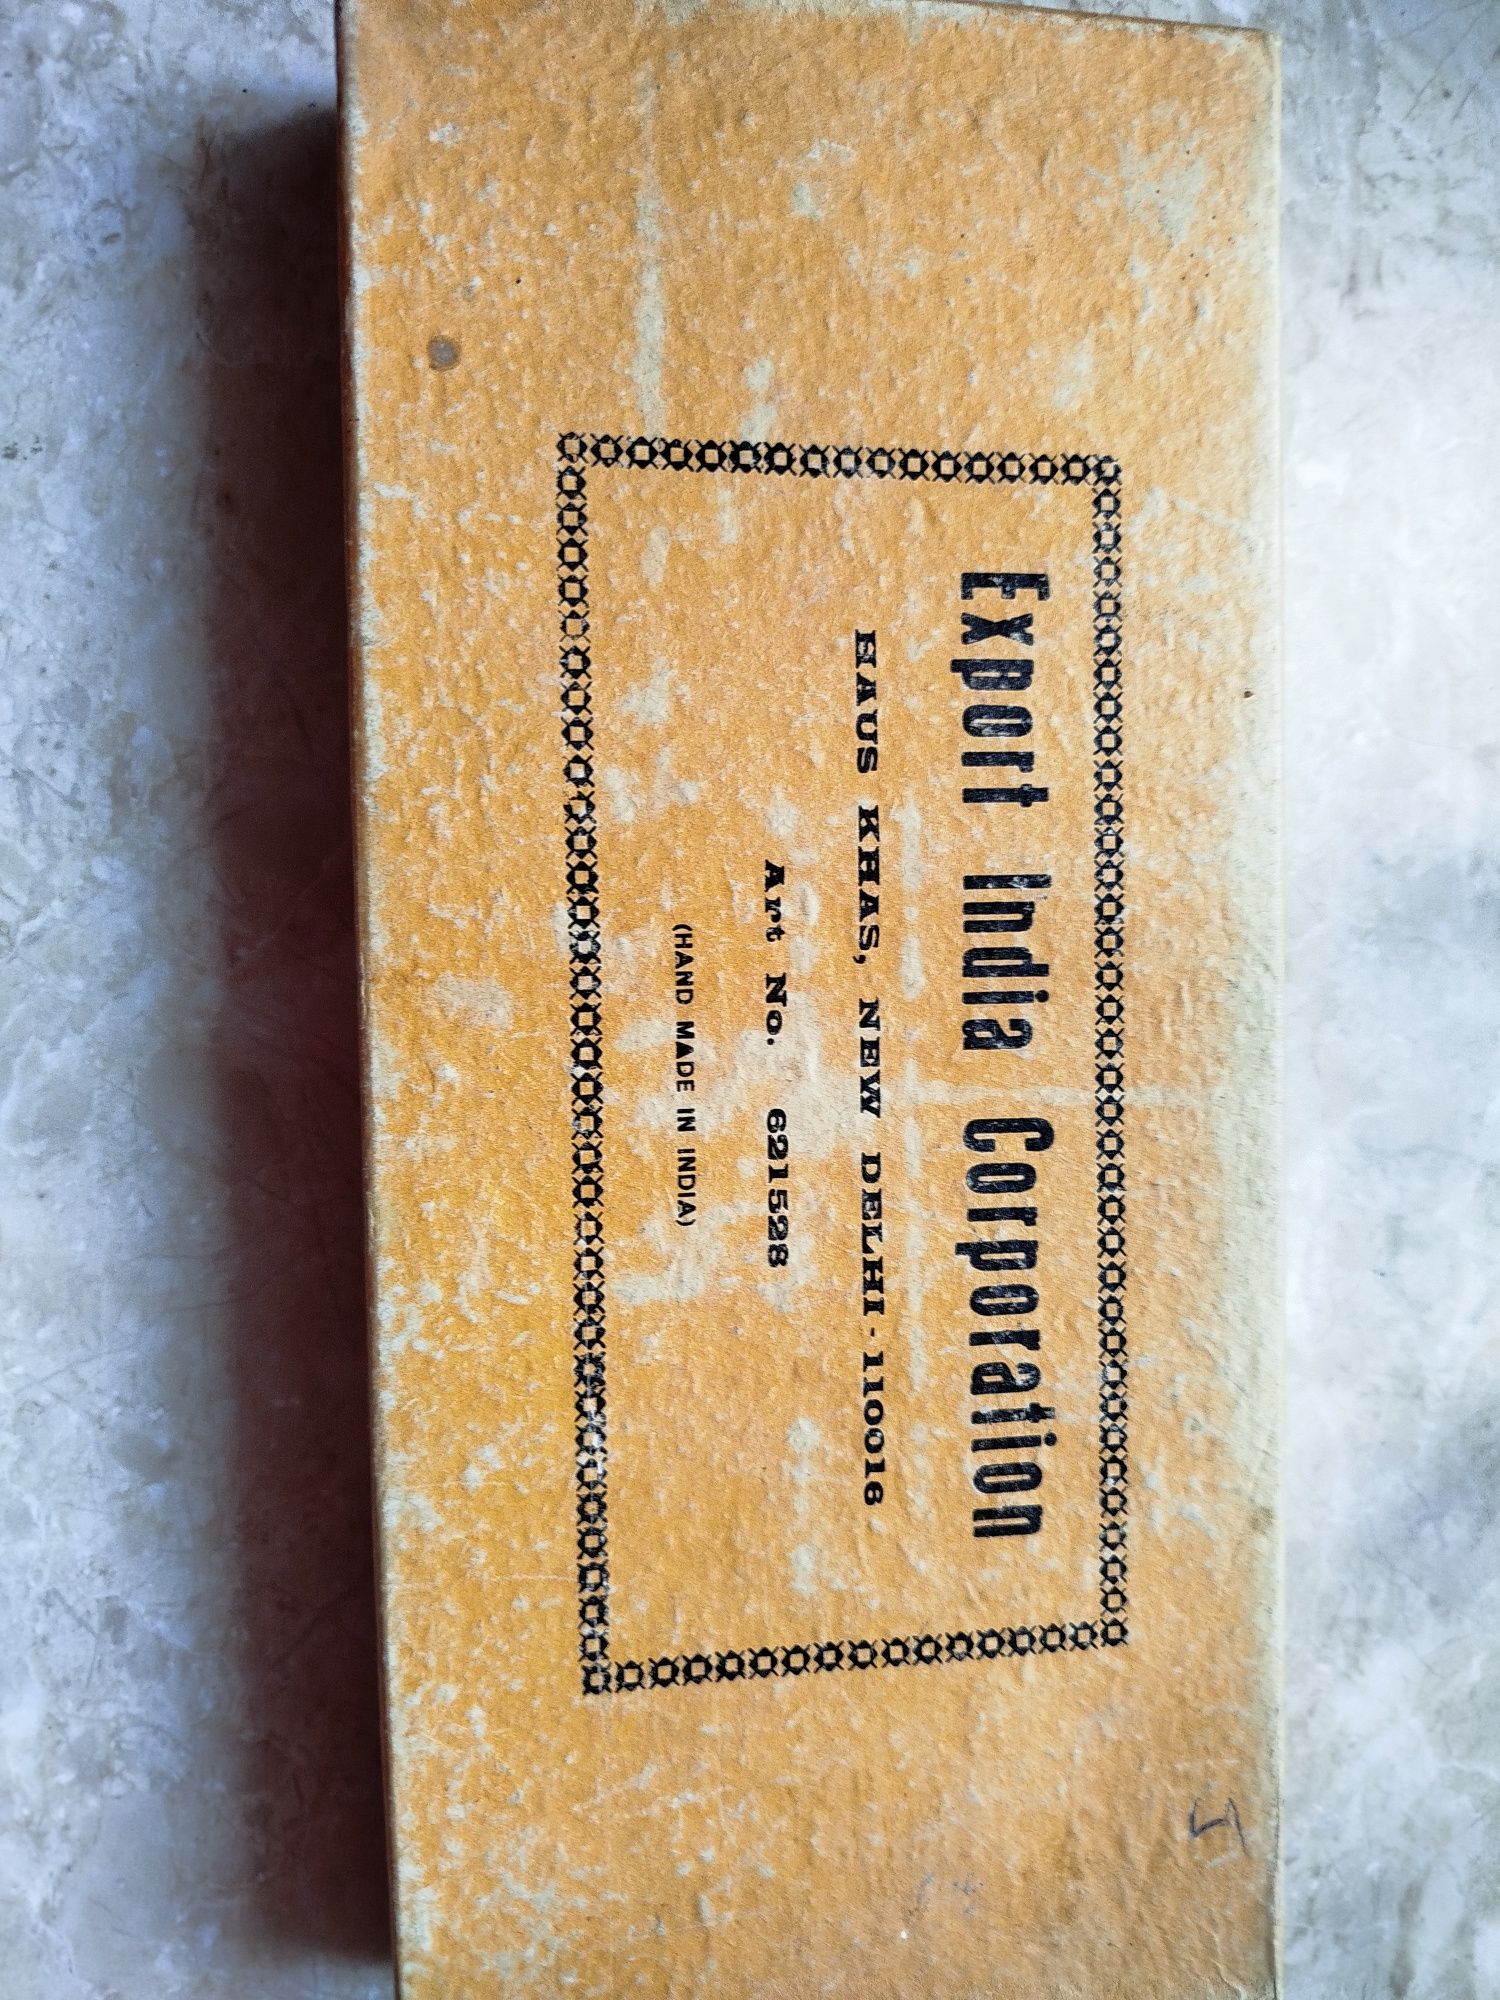 Export India Corporation
HAUS KHAS, NEW DELHI-110016
Art No. 621528
(HAND MADE IN INDIA)